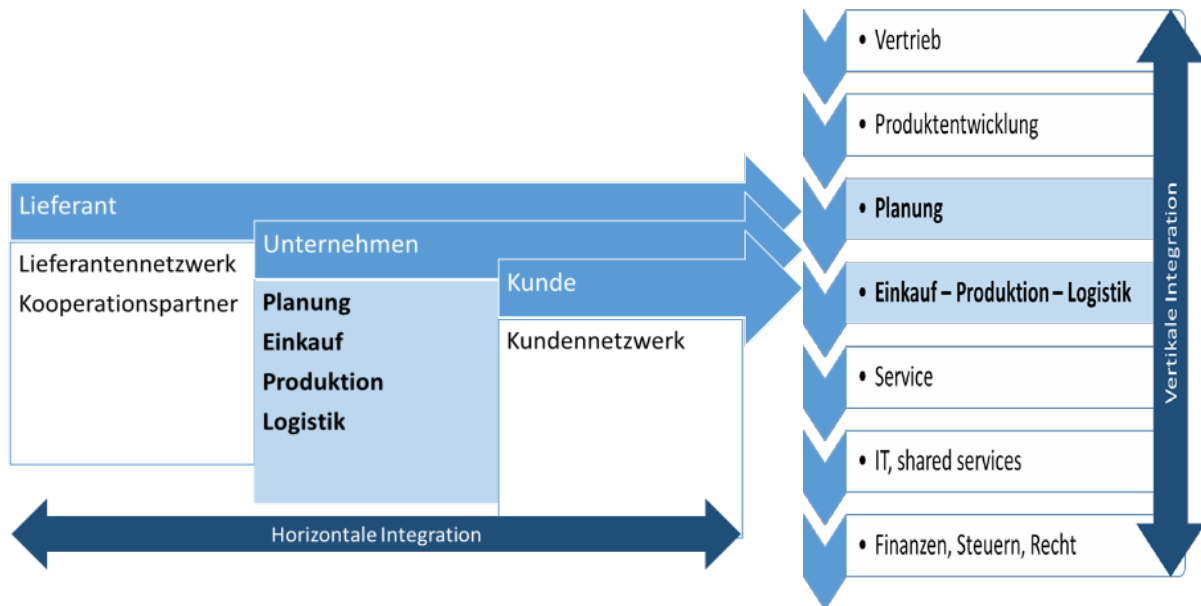 Lieferant
Lieferantennetzwerk
Kooperationspartner
Unternehmen
Planung
Einkauf
Produktion
Logistik
Kunde
Kundennetzwerk
Horizontale Integration
• Vertrieb
• Produktentwicklung
• Planung
• Einkauf – Produktion – Logistik
• Service
• IT, shared services
• Finanzen, Steuern, Recht
Vertikale Integration